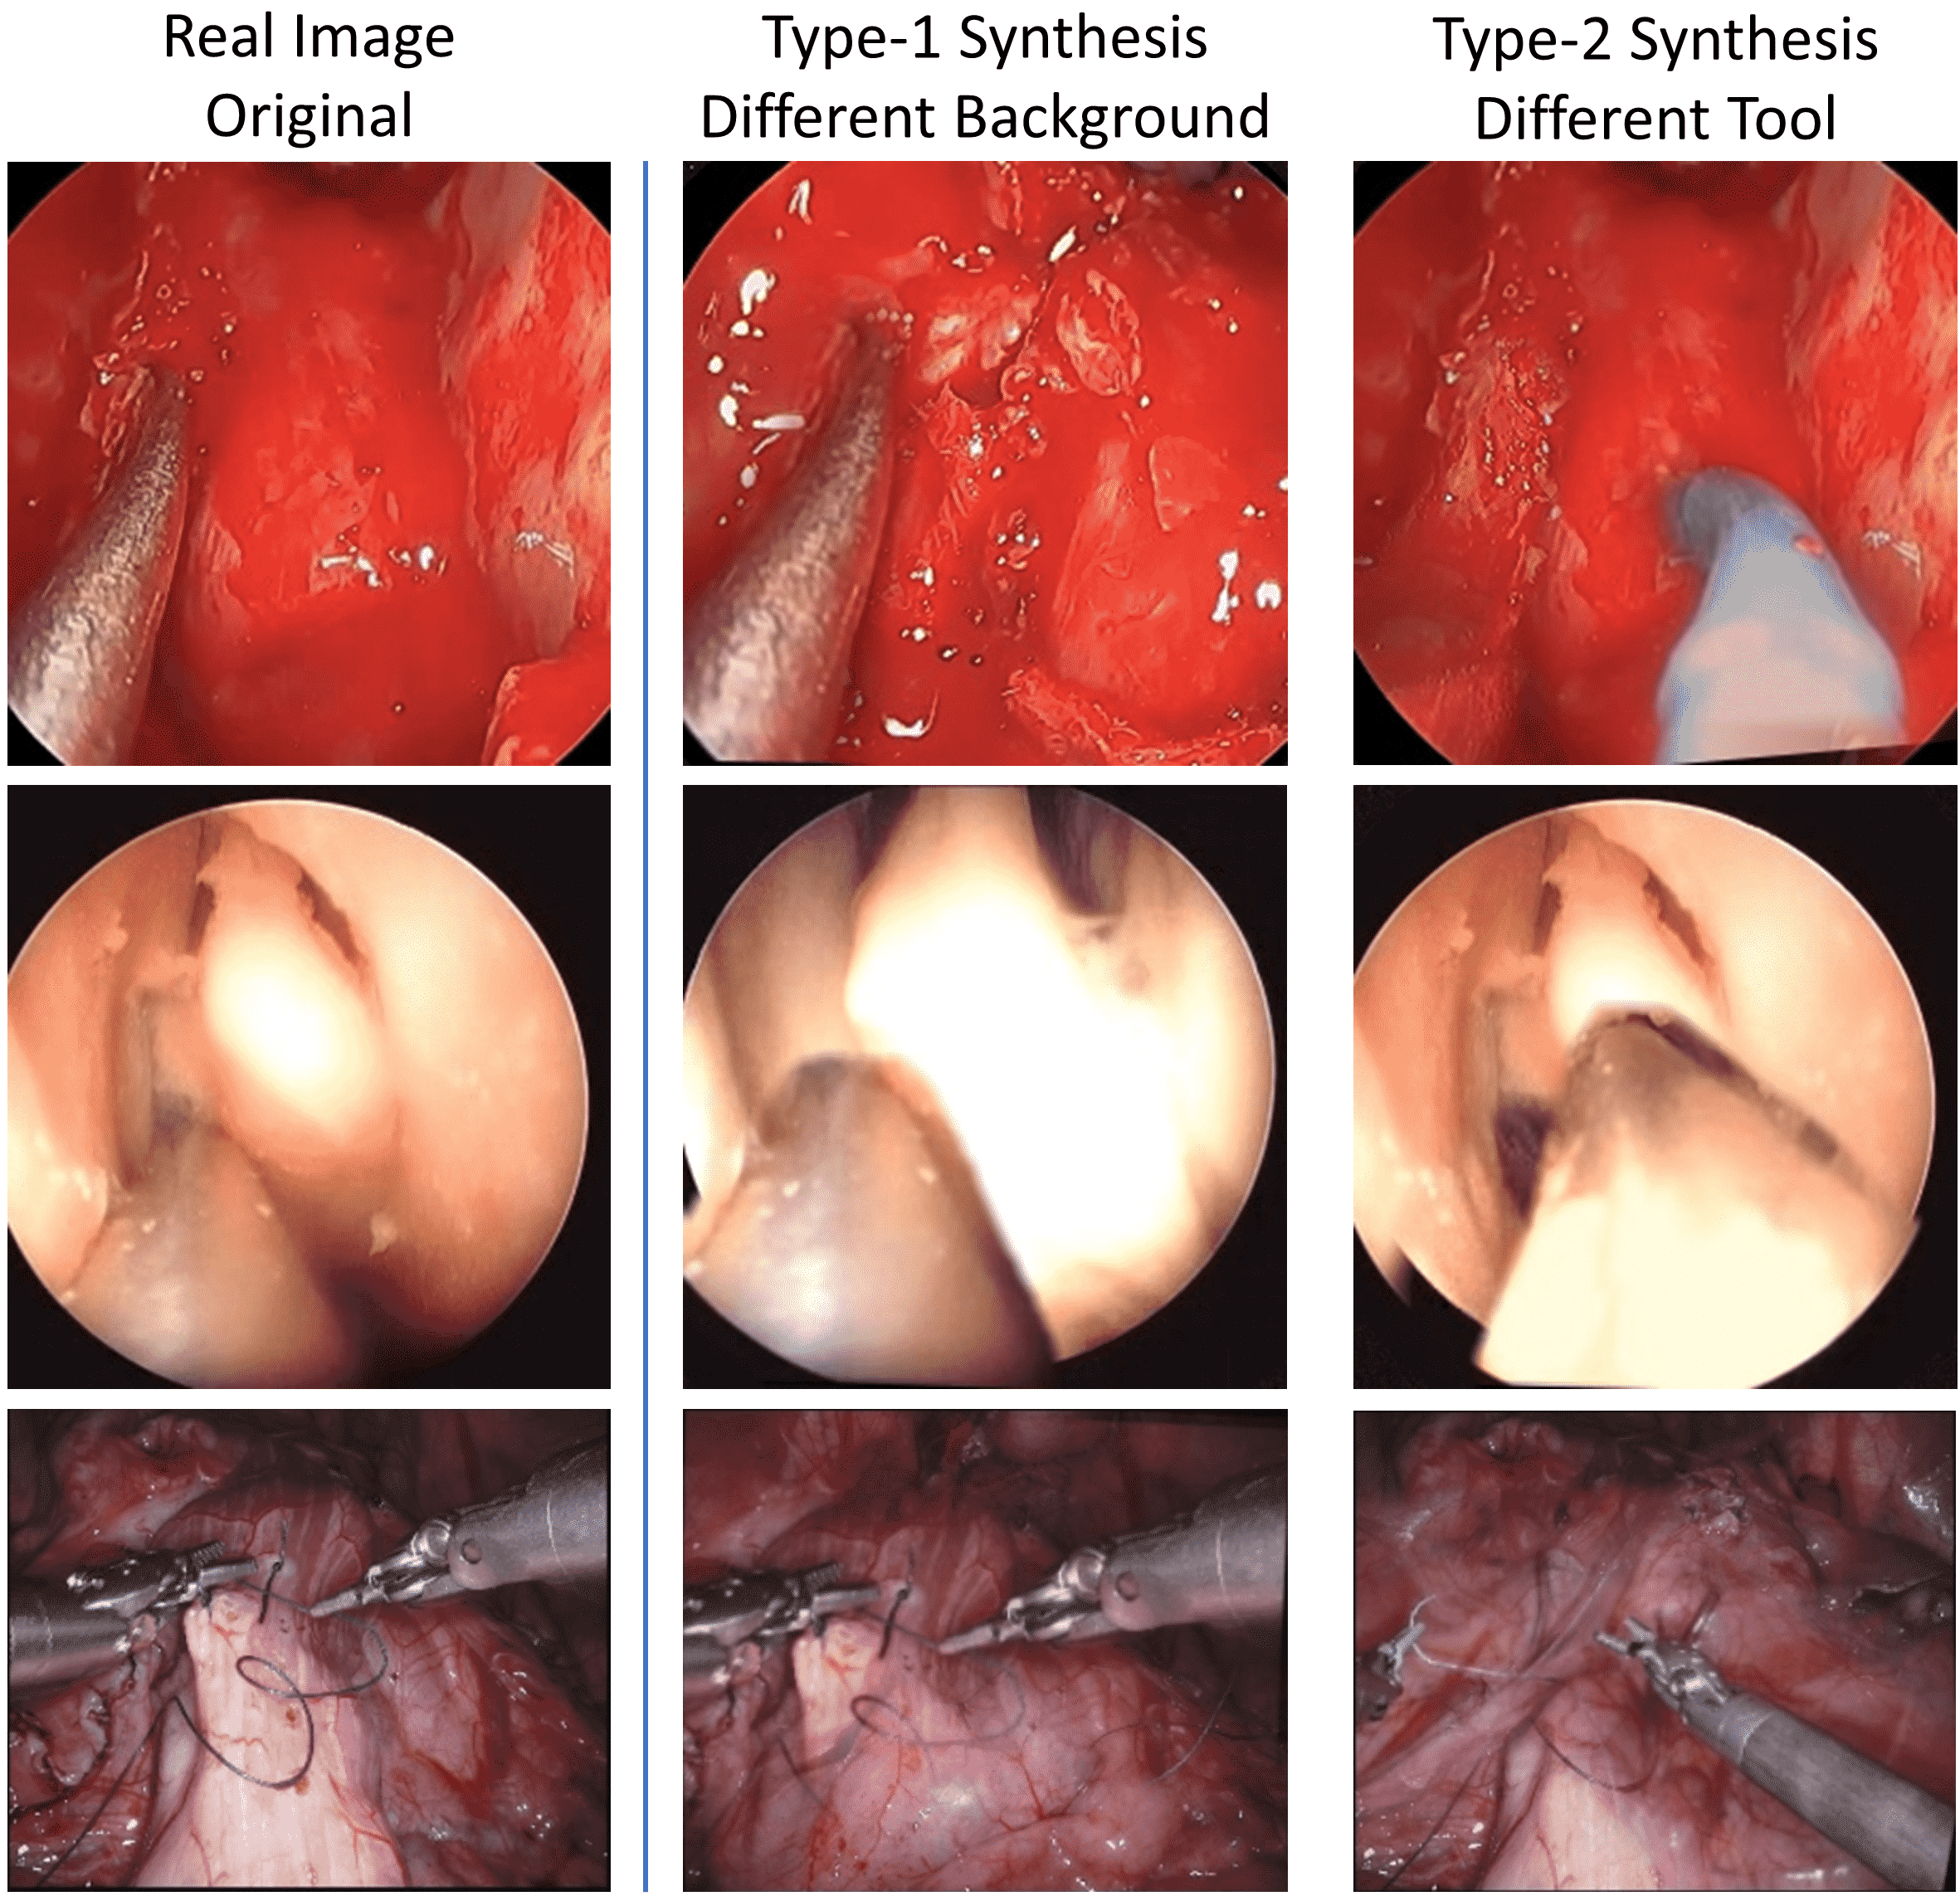 Real Image
Original
Type-1 Synthesis
Different Background
Type-2 Synthesis
Different Tool